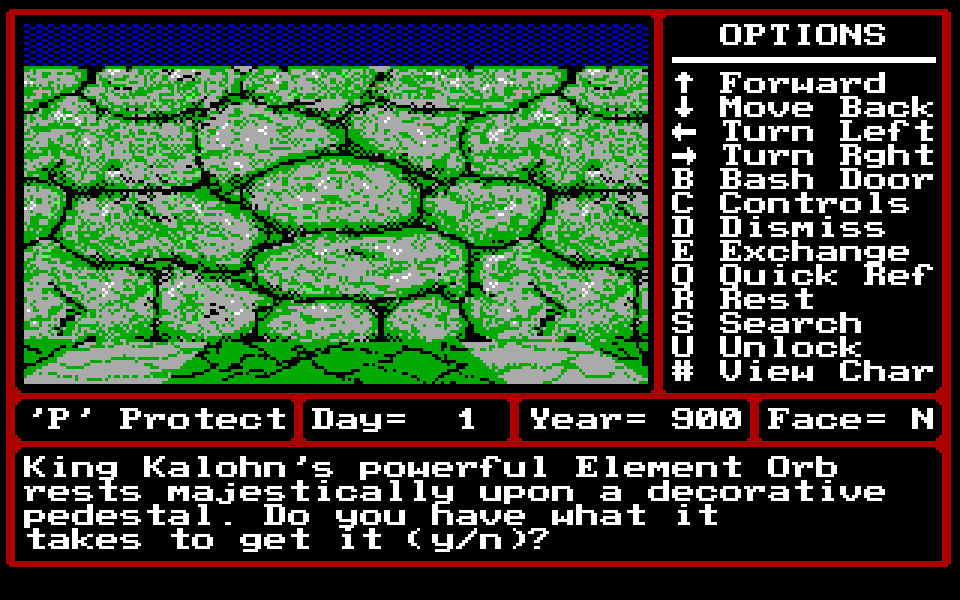 OPTIONS
↑ Forward
↓ Move Back
← Turn Left
→ Turn Rght
B Bash Door
C Controls
D Dismiss
E Exchange
Q Quick Ref
R Rest
S Search
U Unlock
# View Char
'P' Protect Day= 1 Year= 900 Face= N
King Kalohn's powerful Element Orb
rests majestically upon a decorative
pedestal. Do you have what it
takes to get it (y/n)?